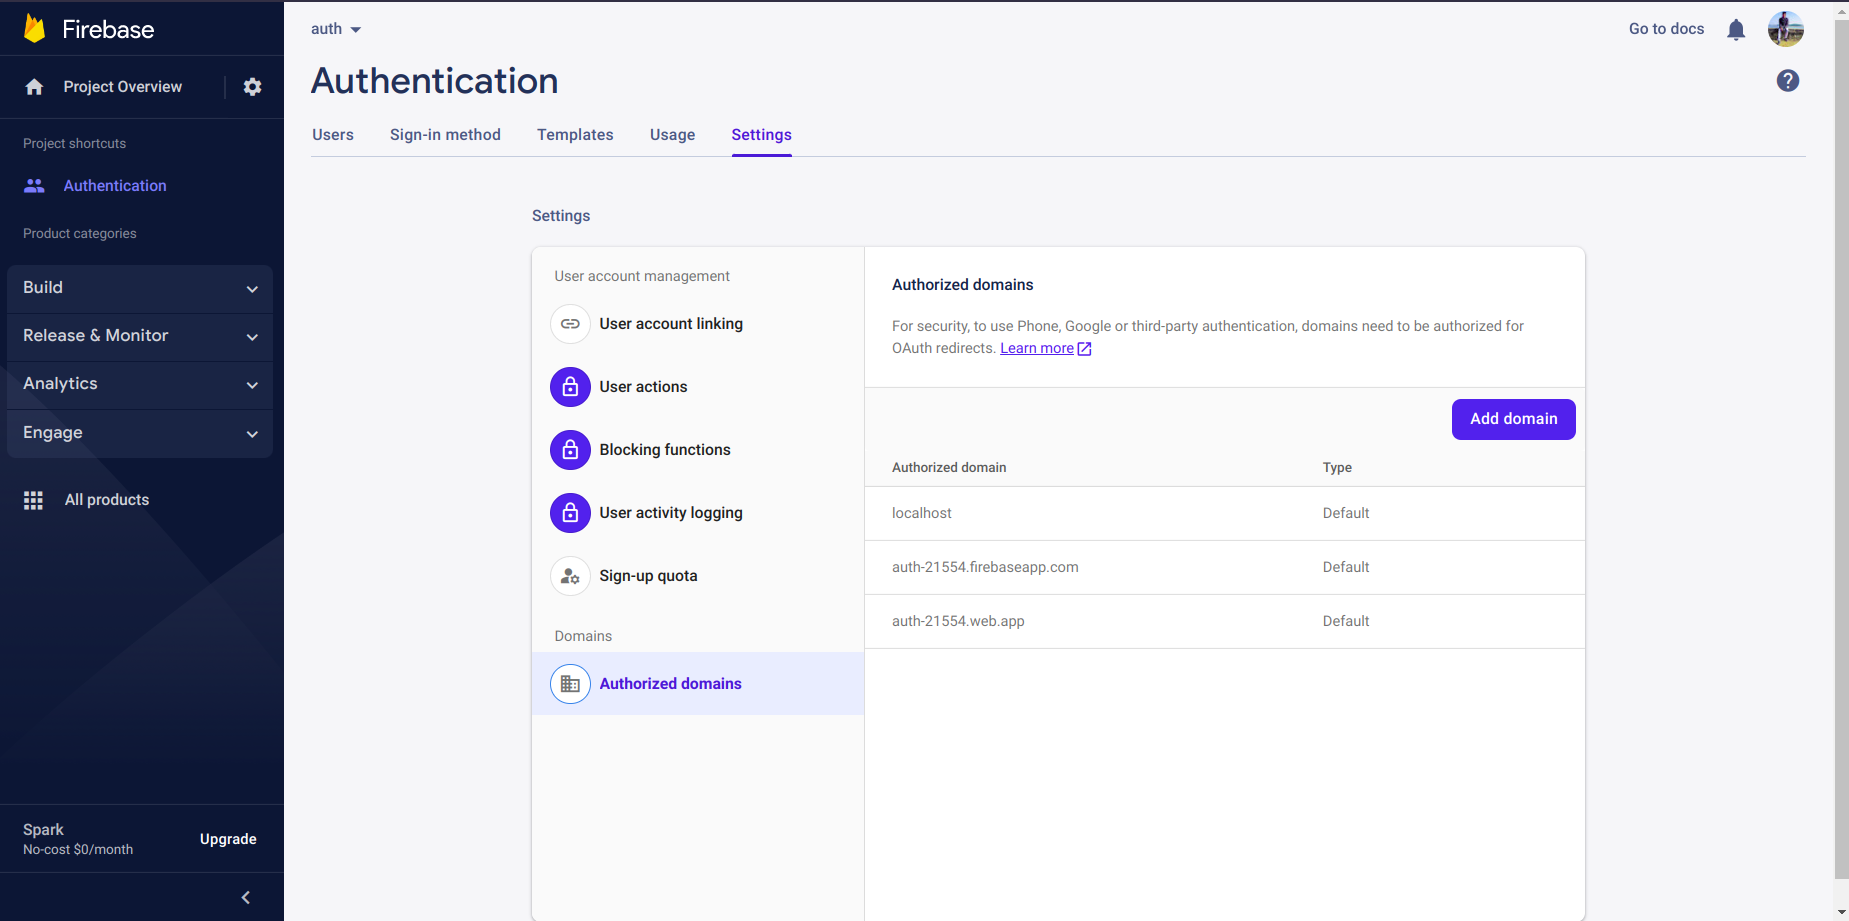 Firebase
Project Overview
Project shortcuts
Authentication
Product categories
Build
Release & Monitor
Analytics
Engage
All products
Spark
No-cost $0/month
Upgrade
auth
Go to docs
Authentication
Users
Sign-in method
Templates
Usage
Settings
Settings
User account management
User account linking
User actions
Blocking functions
User activity logging
Sign-up quota
Domains
Authorized domains
Authorized domains
For security, to use Phone, Google or third-party authentication, domains need to be authorized for
OAuth redirects. Learn more
Add domain
Authorized domain Type
localhost Default
auth-21554.firebaseapp.com Default
auth-21554.web.app Default